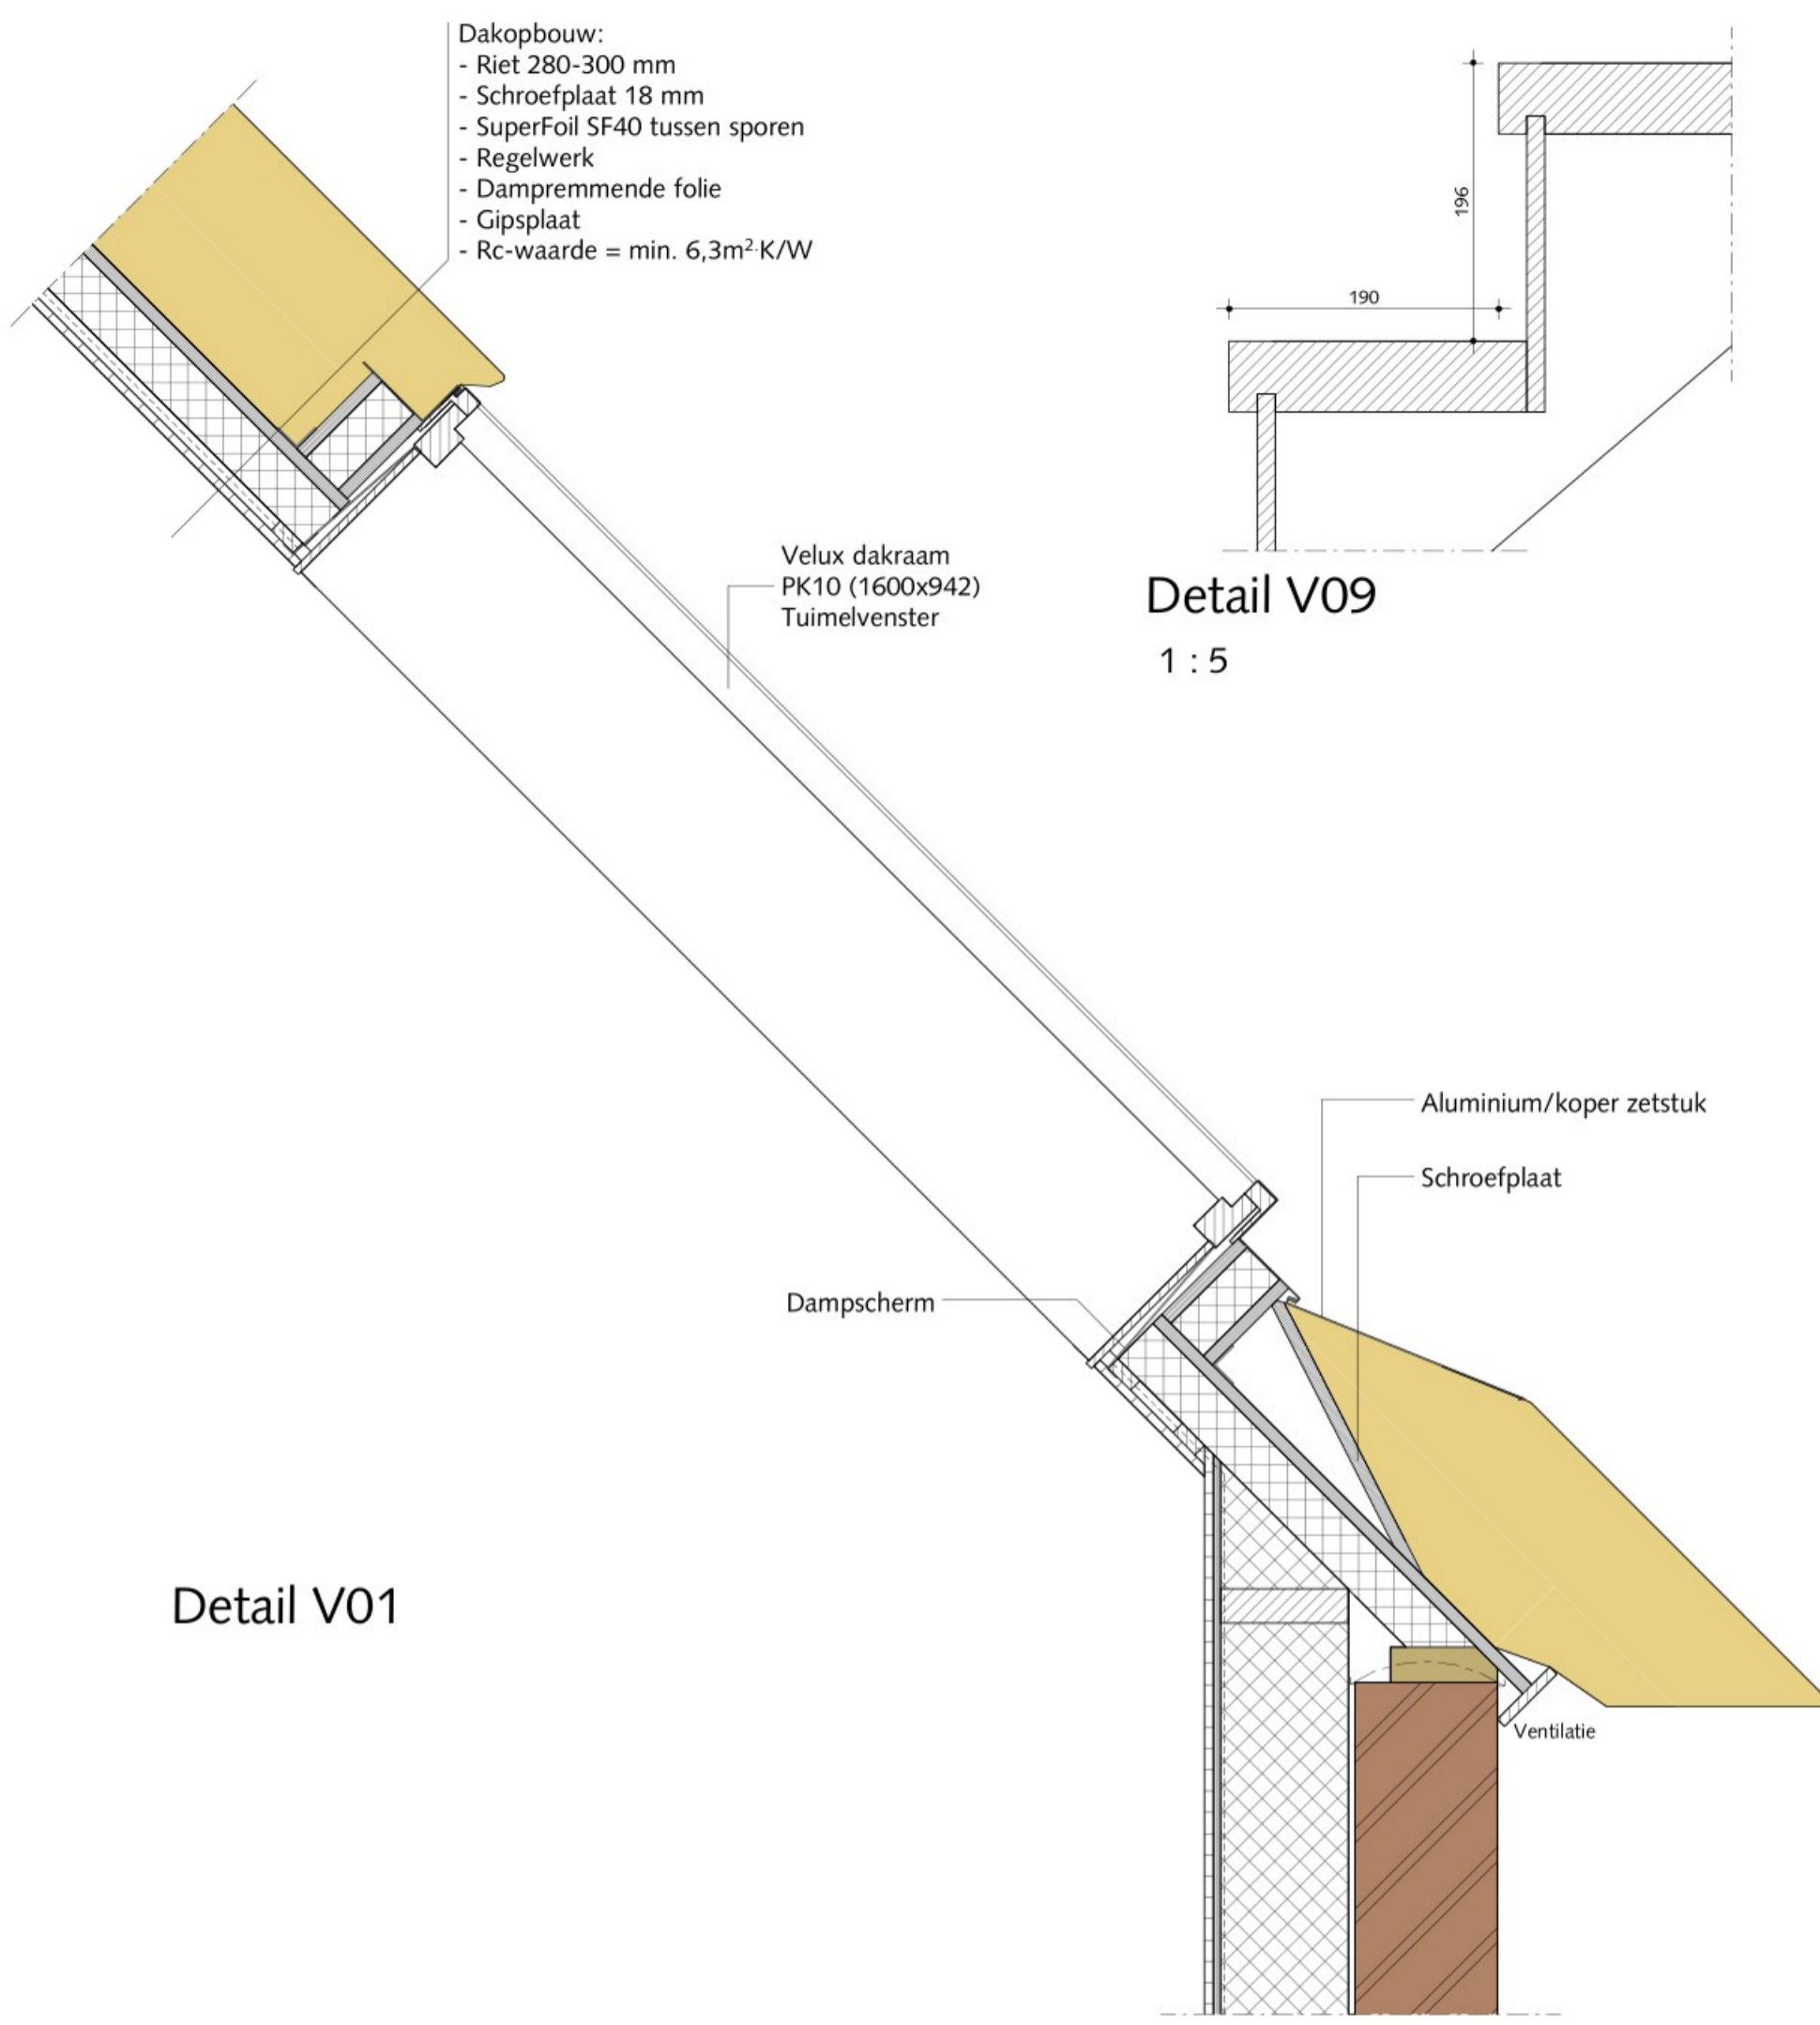 Dakopbouw:
- Riet 280-300 mm
- Schroefplaat 18 mm
- SuperFoil SF40 tussen sporen
- Regelwerk
- Dampremmende folie
- Gipsplaat
- Rc-waarde = min. 6,3m²·K/W
196
190
Detail V09
1 : 5
Velux dakraam
PK10 (1600x942)
Tuimelvenster
Aluminium/koper zetstuk
Schroefplaat
Dampscherm
Detail V01
Ventilatie